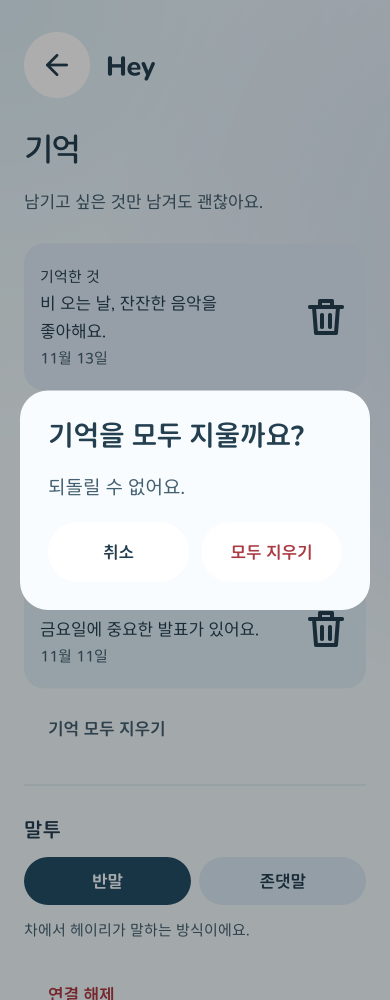 Hey
기억
남기고 싶은 것만 남겨도 괜찮아요.
기억한 것
비 오는 날, 잔잔한 음악을
좋아해요.
11월 13일
기억을 모두 지울까요?
되돌릴 수 없어요.
취소
모두 지우기
금요일에 중요한 발표가 있어요.
11월 11일
기억 모두 지우기
말투
반말
존댓말
차에서 헤이리가 말하는 방식이에요.
연결 해제